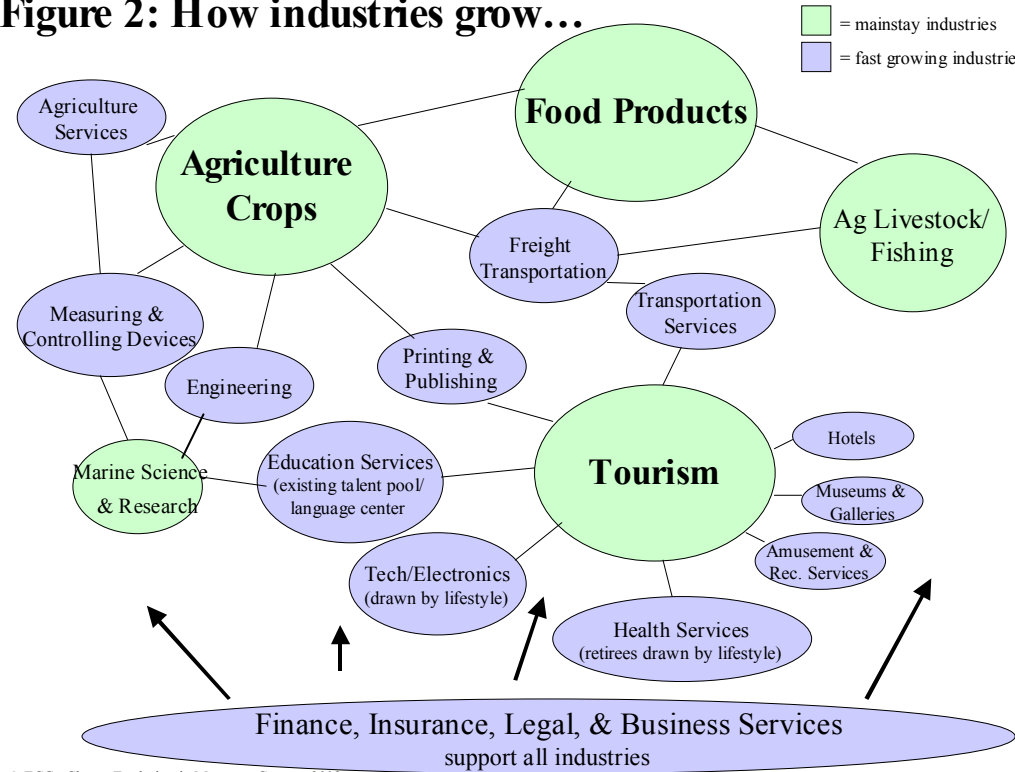 Figure 2: How industries grow…
= mainstay industries
= fast growing industrie
Agriculture
Services
Food Products
Agriculture
Crops
Ag Livestock/
Fishing
Freight
Transportation
Transportation
Services
Measuring &
Controlling Devices
Printing &
Publishing
Engineering
Hotels
Marine Science
& Research
Education Services
(existing talent pool/
language center
Tourism
Museums &
Galleries
Amusement &
Rec. Services
Tech/Electronics
(drawn by lifestyle)
Health Services
(retirees drawn by lifestyle)
Finance, Insurance, Legal, & Business Services
support all industries